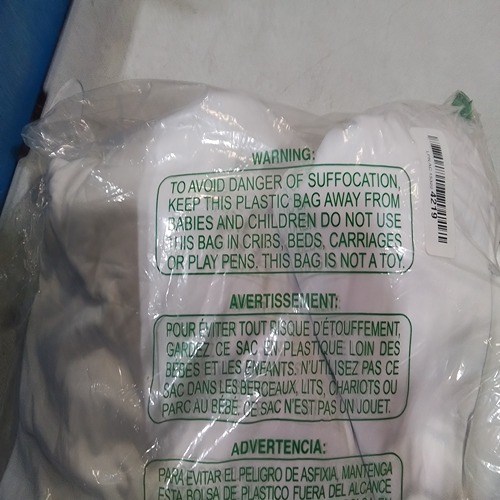 WARNING:
TO AVOID DANGER OF SUFFOCATION,
KEEP THIS PLASTIC BAG AWAY FROM
BABIES AND CHILDREN DO NOT USE
THIS BAG IN CRIBS, BEDS, CARRIAGES
OR PLAY PENS. THIS BAG IS NOT A TOY.
4219
AVERTISSEMENT:
POUR ÉVITER TOUT RISQUE D'ÉTOUFFEMENT,
GARDEZ CE SAC EN PLASTIQUE LOIN DES
BÉBÉS ET LES ENFANTS. N'UTILISEZ PAS CE
SAC DANS LES BERCEAUX, LITS, CHARIOTS OU
PARC AU BÉBÉ. CE SAC N'EST PAS UN JOUET.
ADVERTENCIA:
PARA EVITAR EL PELIGRO DE ASFIXIA, MANTENGA
ESTA BOLSA DE PLASTICO FUERA DEL ALCANCE